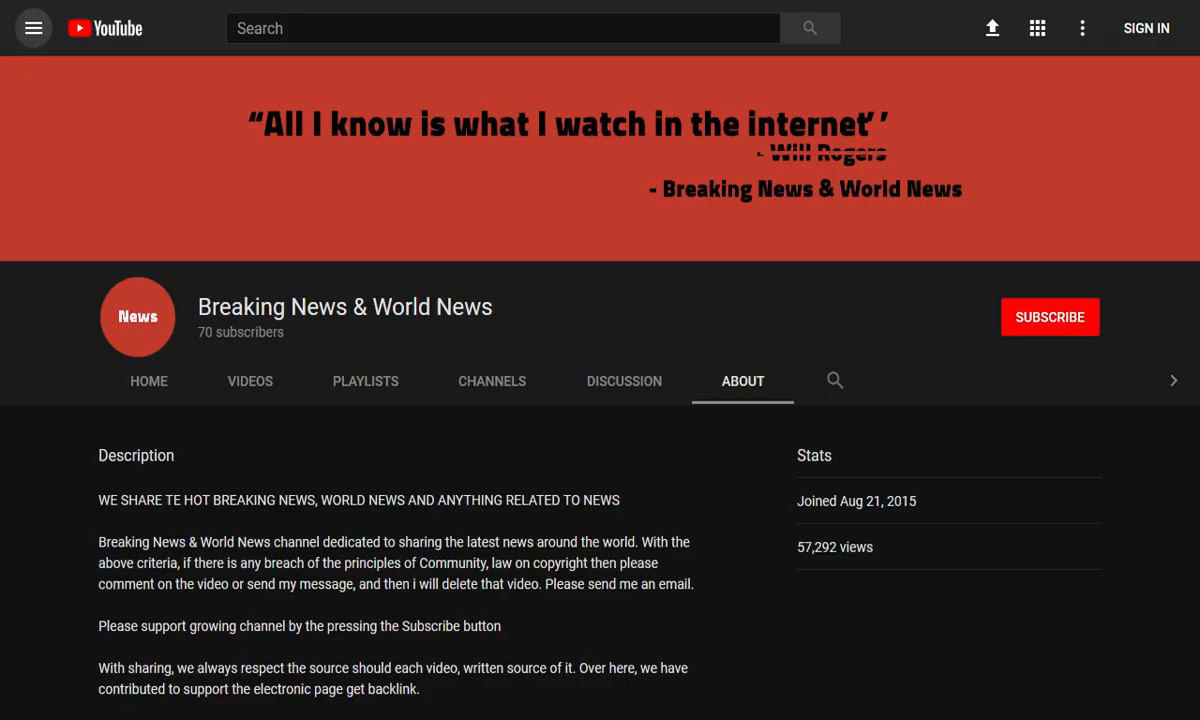 YouTube
Search
SIGN IN
“All I know is what I watch in the internet’’
- Will Rogers
- Breaking News & World News
News
Breaking News & World News
70 subscribers
SUBSCRIBE
HOME VIDEOS PLAYLISTS CHANNELS DISCUSSION ABOUT
Description
WE SHARE TE HOT BREAKING NEWS, WORLD NEWS AND ANYTHING RELATED TO NEWS
Breaking News & World News channel dedicated to sharing the latest news around the world. With the
above criteria, if there is any breach of the principles of Community, law on copyright then please
comment on the video or send my message, and then i will delete that video. Please send me an email.
Please support growing channel by the pressing the Subscribe button
With sharing, we always respect the source should each video, written source of it. Over here, we have
contributed to support the electronic page get backlink.
Stats
Joined Aug 21, 2015
57,292 views